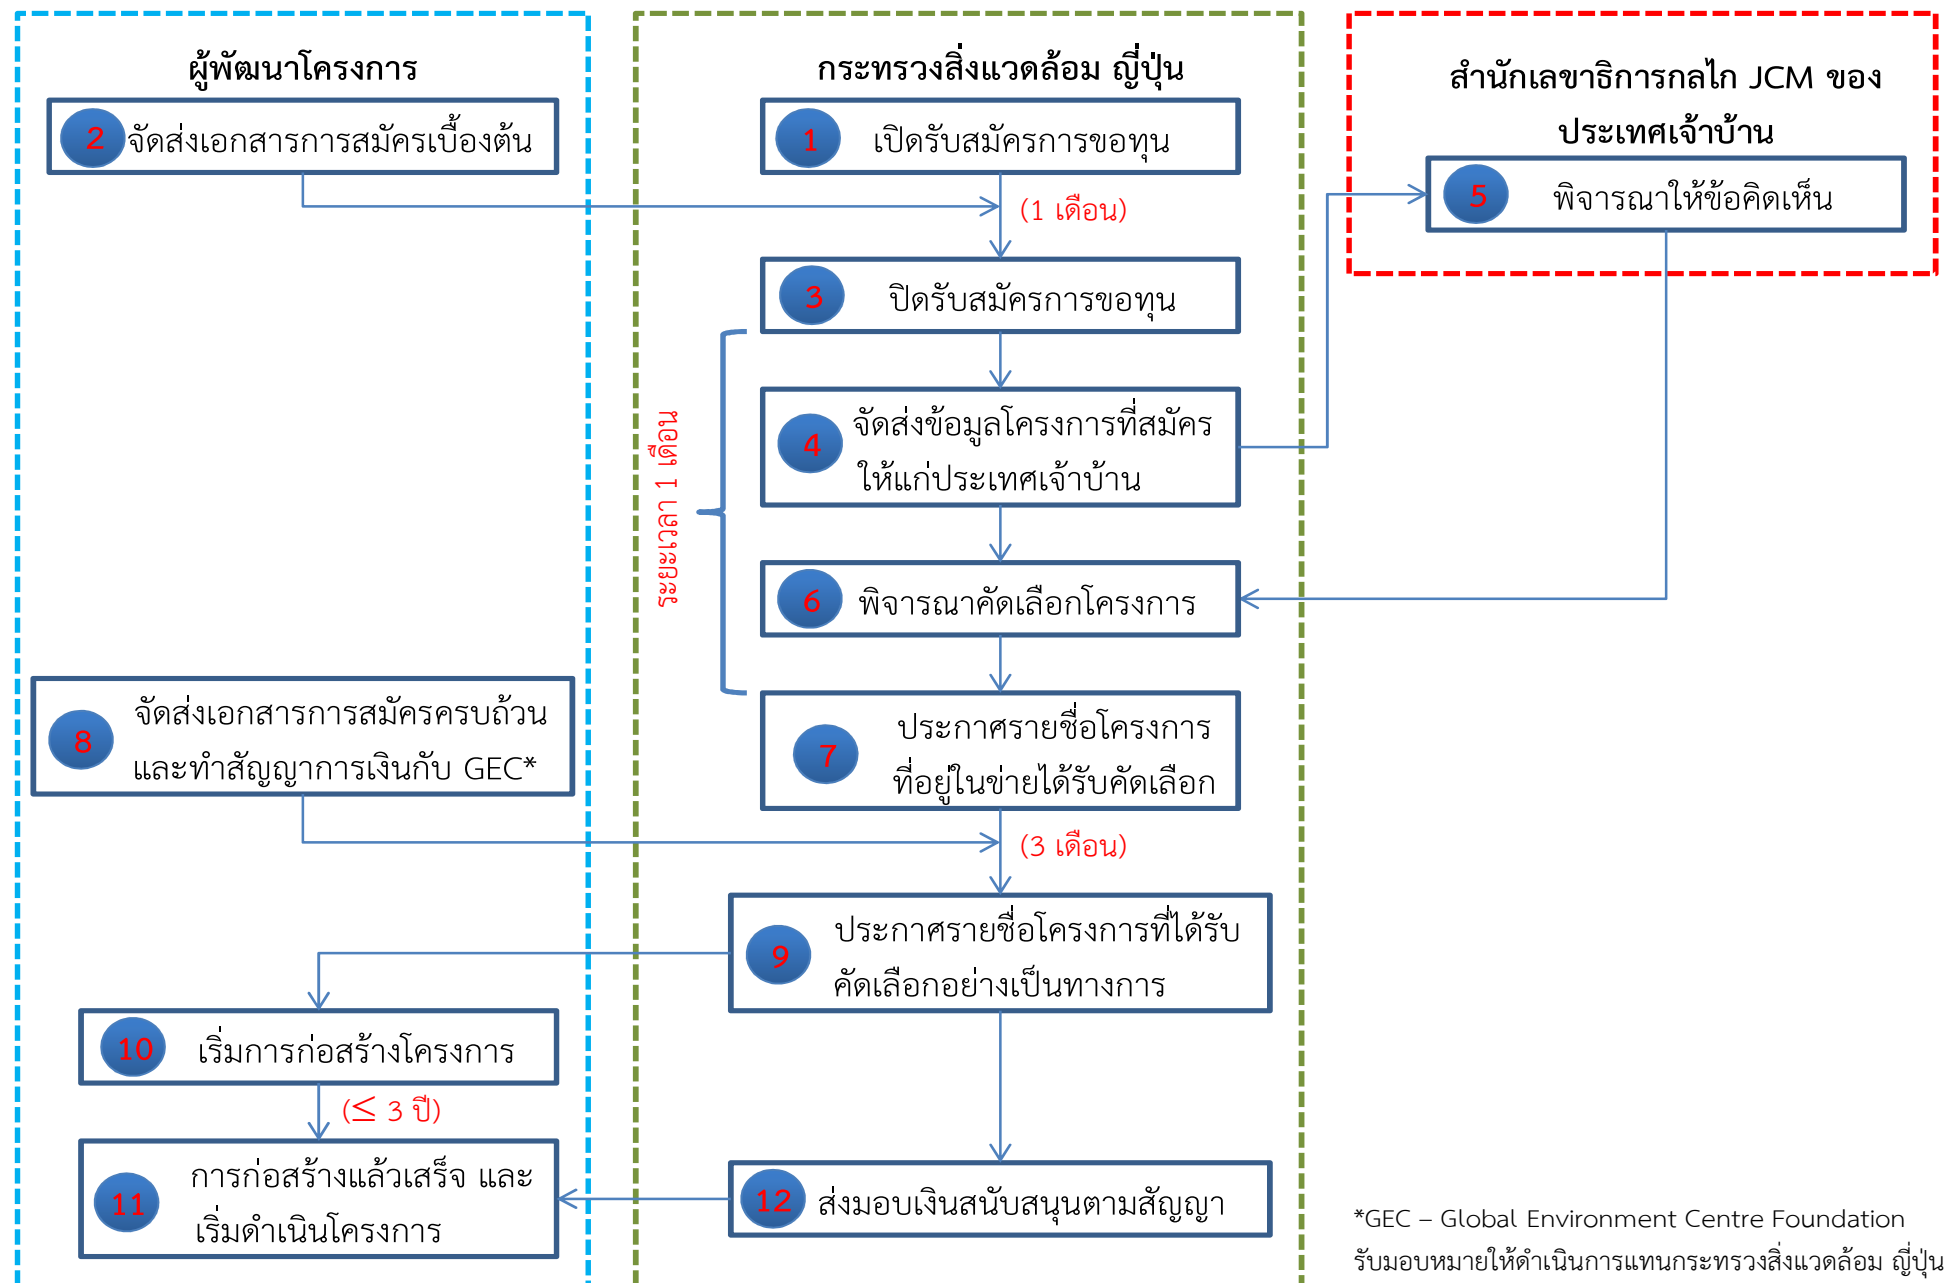 ผู้พัฒนาโครงการ
2 จัดส่งเอกสารการสมัครเบื้องต้น
กระทรวงสิ่งแวดล้อม ญี่ปุ่น
1 เปิดรับสมัครการขอทุน
(1 เดือน)
สำนักเลขาธิการกลไก JCM ของ
ประเทศเจ้าบ้าน
5 พิจารณาให้ข้อคิดเห็น
3 ปิดรับสมัครการขอทุน
ระยะเวลา 1 เดือน
4 จัดส่งข้อมูลโครงการที่สมัคร
ให้แก่ประเทศเจ้าบ้าน
6 พิจารณาคัดเลือกโครงการ
7 ประกาศรายชื่อโครงการ
ที่อยู่ในข่ายได้รับคัดเลือก
8 จัดส่งเอกสารการสมัครครบถ้วน
และทำสัญญาการเงินกับ GEC*
(3 เดือน)
9 ประกาศรายชื่อโครงการที่ได้รับ
คัดเลือกอย่างเป็นทางการ
10 เริ่มการก่อสร้างโครงการ
(≤ 3 ปี)
11 การก่อสร้างแล้วเสร็จ และ
เริ่มดำเนินโครงการ
12 ส่งมอบเงินสนับสนุนตามสัญญา
*GEC – Global Environment Centre Foundation
รับมอบหมายให้ดำเนินการแทนกระทรวงสิ่งแวดล้อม ญี่ปุ่น